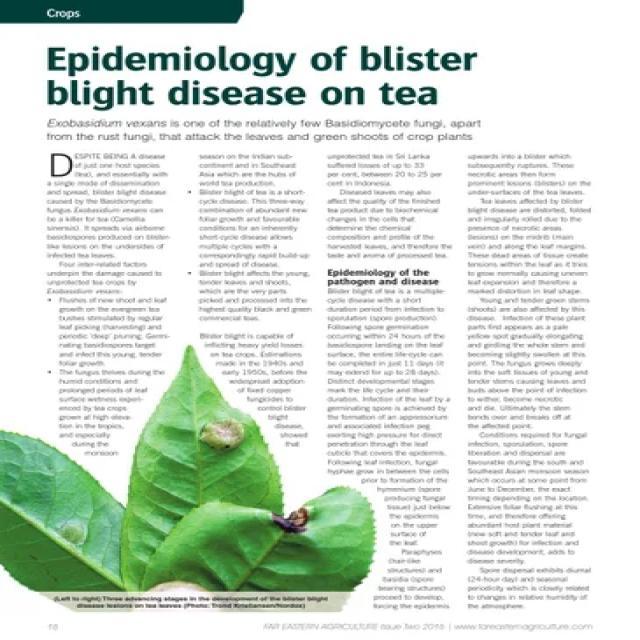 Crops
Epidemiology of blister
blight disease on tea
Exobasidium vexans is one of the relatively few Basidiomycete fungi, apart
from the rust fungi, that attack the leaves and green shoots of crop plants
DESPITE BEING A disease
of just one host species
(tea), and essentially with
a single mode of dissemination
and spread, blister blight disease
caused by the Basidiomycete
fungus Exobasidium vexans can
be a killer for tea (Camellia
sinensis). It spreads via airborne
basidiospores produced on blister-
like lesions on the undersides of
infected tea leaves.
Four inter-related factors
underpin the damage caused to
unprotected tea crops by
Exobasidium vexans:
• Flushes of new shoot and leaf
growth on the evergreen tea
bushes stimulated by regular
leaf picking (harvesting) and
periodic 'deep' pruning. Germi-
nating basidiospores target
and infect this young, tender
foliar growth.
• The fungus thrives during the
humid conditions and
prolonged periods of leaf
surface wetness experi-
enced by tea crops
grown at high eleva-
tion in the tropics,
and especially
during the
monsoon
season on the Indian sub-
continent and in Southeast
Asia which are the hubs of
world tea production.
• Blister blight of tea is a short-
cycle disease. This three-way
combination of abundant new
foliar growth and favourable
conditions for an inherently
short-cycle disease allows
multiple cycles with a
correspondingly rapid build-up
and spread of disease.
• Blister blight affects the young,
tender leaves and shoots,
which are the very parts
picked and processed into the
highest quality black and green
commercial teas.
Blister blight is capable of
inflicting heavy yield losses
on tea crops. Estimations
made in the 1940s and
early 1950s, before the
widespread adoption
of fixed copper
fungicides to
control blister
blight
disease,
showed
that
unprotected tea in Sri Lanka
suffered losses of up to 33
per cent, between 20 to 25 per
cent in Indonesia.
Diseased leaves may also
affect the quality of the finished
tea product due to biochemical
changes in the cells that
determine the chemical
composition and profile of the
harvested leaves, and therefore the
taste and aroma of processed tea.
Epidemiology of the
pathogen and disease
Blister blight of tea is a multiple-
cycle disease with a short
duration period from infection to
sporulation (spore production).
Following spore germination
occurring within 24 hours of the
basidiospore landing on the leaf
surface, the entire life-cycle can
be completed in just 11 days (it
may extend for up to 28 days).
Distinct developmental stages
mark the life cycle and their
duration. Infection of the leaf by a
germinating spore is achieved by
the formation of an appressorium
and associated infection peg
exerting high pressure for direct
penetration through the leaf
cuticle that covers the epidermis.
Following leaf infection, fungal
hyphae grow in between the cells
prior to formation of the
hymenium (spore
producing fungal
tissue) just below
the epidermis
on the upper
surface of
the leaf.
Paraphyses
(hair-like
structures) and
basidia (spore
bearing structures)
proceed to develop,
forcing the epidermis
upwards into a blister which
subsequently ruptures. These
necrotic areas then form
prominent lesions (blisters) on the
under-surfaces of the tea leaves.
Tea leaves affected by blister
blight disease are distorted, folded
and irregularly rolled due to the
presence of necrotic areas
(lesions) on the midrib (main
vein) and along the leaf margins.
These dead areas of tissue create
tensions within the leaf as it tries
to grow normally causing uneven
leaf expansion and therefore a
marked distortion in leaf shape.
Young and tender green stems
(shoots) are also affected by this
disease. Infection of these plant
parts first appears as a pale
yellow spot gradually elongating
and girdling the whole stem and
becoming slightly swollen at this
point. The fungus grows deeply
into the soft tissues of young and
tender stems causing leaves and
buds above the point of infection
to wither, become necrotic
and die. Ultimately the stem
bends over and breaks off at
the affected point.
Conditions required for fungal
infection, sporulation, spore
liberation and dispersal are
favourable during the south and
Southeast Asian monsoon season
which occurs at some point from
June to December, the exact
timing depending on the location.
Extensive foliar flushing at this
time, and therefore offering
abundant host plant material
(new soft and tender leaf and
shoot growth) for infection and
disease development, adds to
disease severity.
Spore dispersal exhibits diurnal
(24-hour day) and seasonal
periodicity which is closely related
to changes in relative humidity of
the atmosphere.
(Left to right) Three advancing stages in the development of the blister blight
disease lesions on tea leaves (Photo: Trond Kristiansen/Nordox)
16
FAR EASTERN AGRICULTURE Issue Two 2015 | www.fareasternagriculture.com